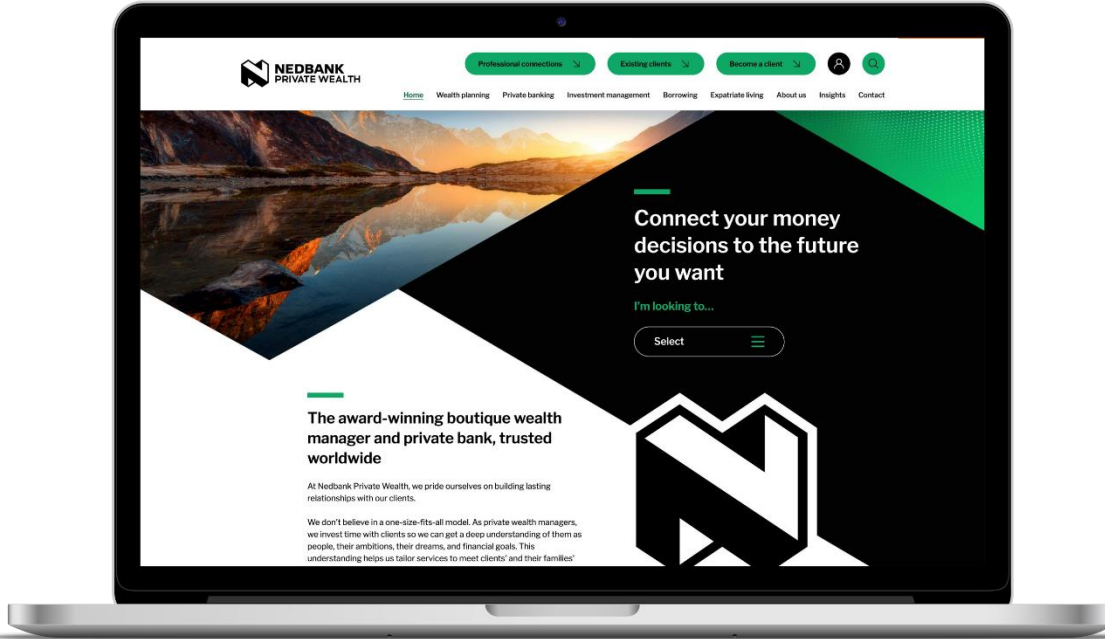 NEDBANK
PRIVATE WEALTH
Professional connections
Existing clients
Become a client
Home
Wealth planning
Private banking
Investment management
Borrowing
Expatriate living
About us
Insights
Contact
Connect your money
decisions to the future
you want
I'm looking to...
Select
The award-winning boutique wealth
manager and private bank, trusted
worldwide
At Nedbank Private Wealth, we pride ourselves on building lasting
relationships with our clients.
We don't believe in a one-size-fits-all model. As private wealth managers,
we invest time with clients so we can get a deep understanding of them as
people, their ambitions, their dreams, and financial goals. This
understanding helps us tailor services to meet clients' and their families'